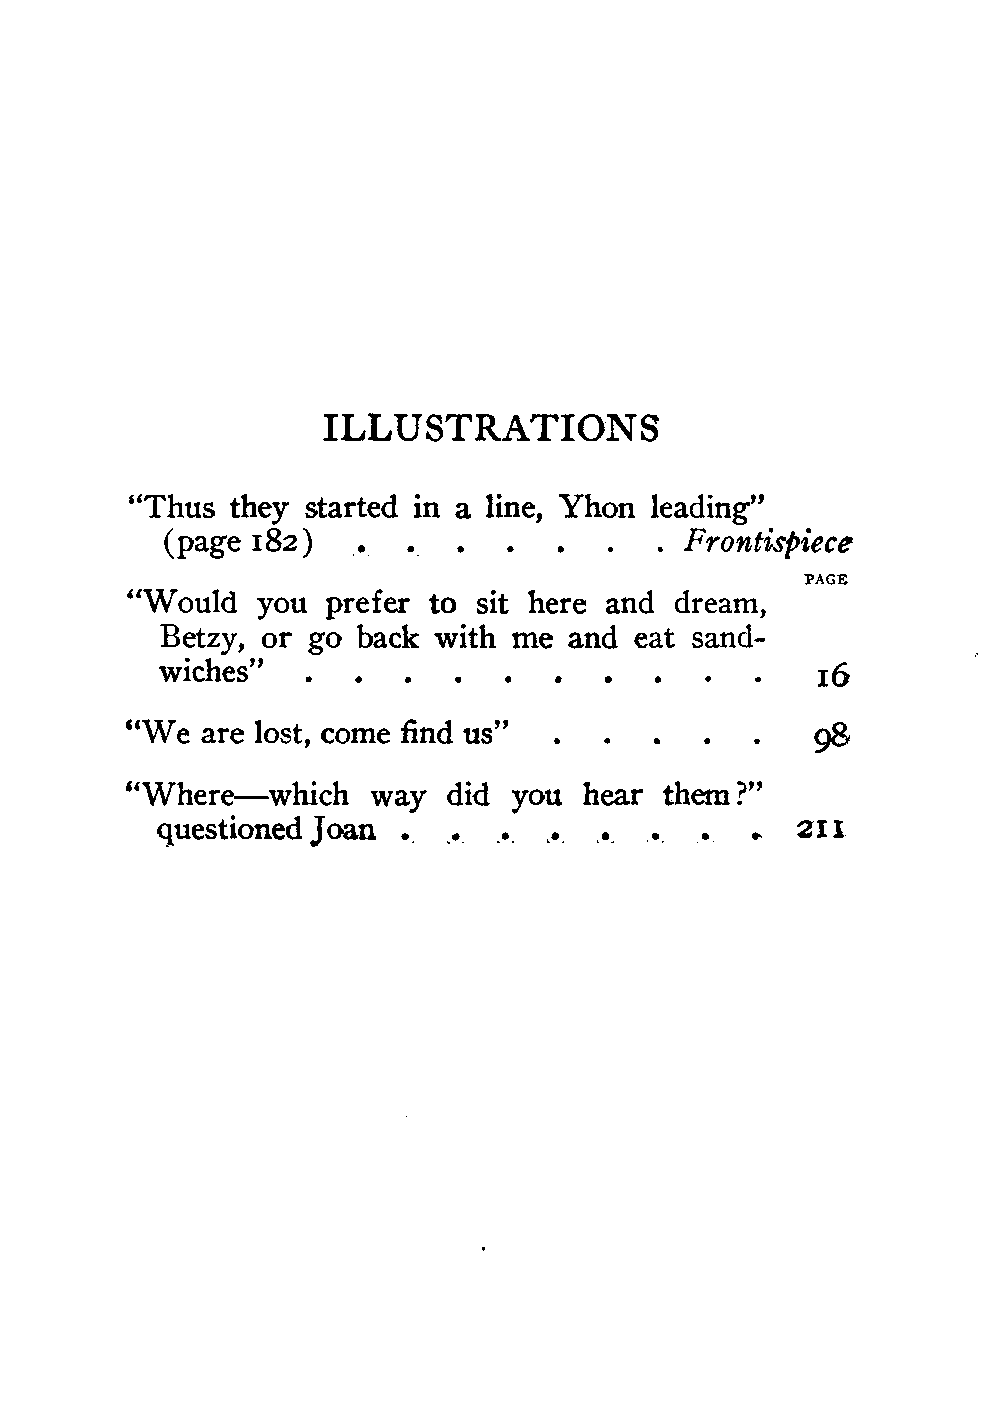 ILLUSTRATIONS
“Thus they started in a line, Yhon leading”
(page 182) . . . . . . . Frontispiece
PAGE
“Would you prefer to sit here and dream,
Betzy, or go back with me and eat sand-
wiches” . . . . . . . . . . 16
“We are lost, come find us” . . . . . 98
“Where—which way did you hear them?”
questioned Joan . . . . . . . . 211